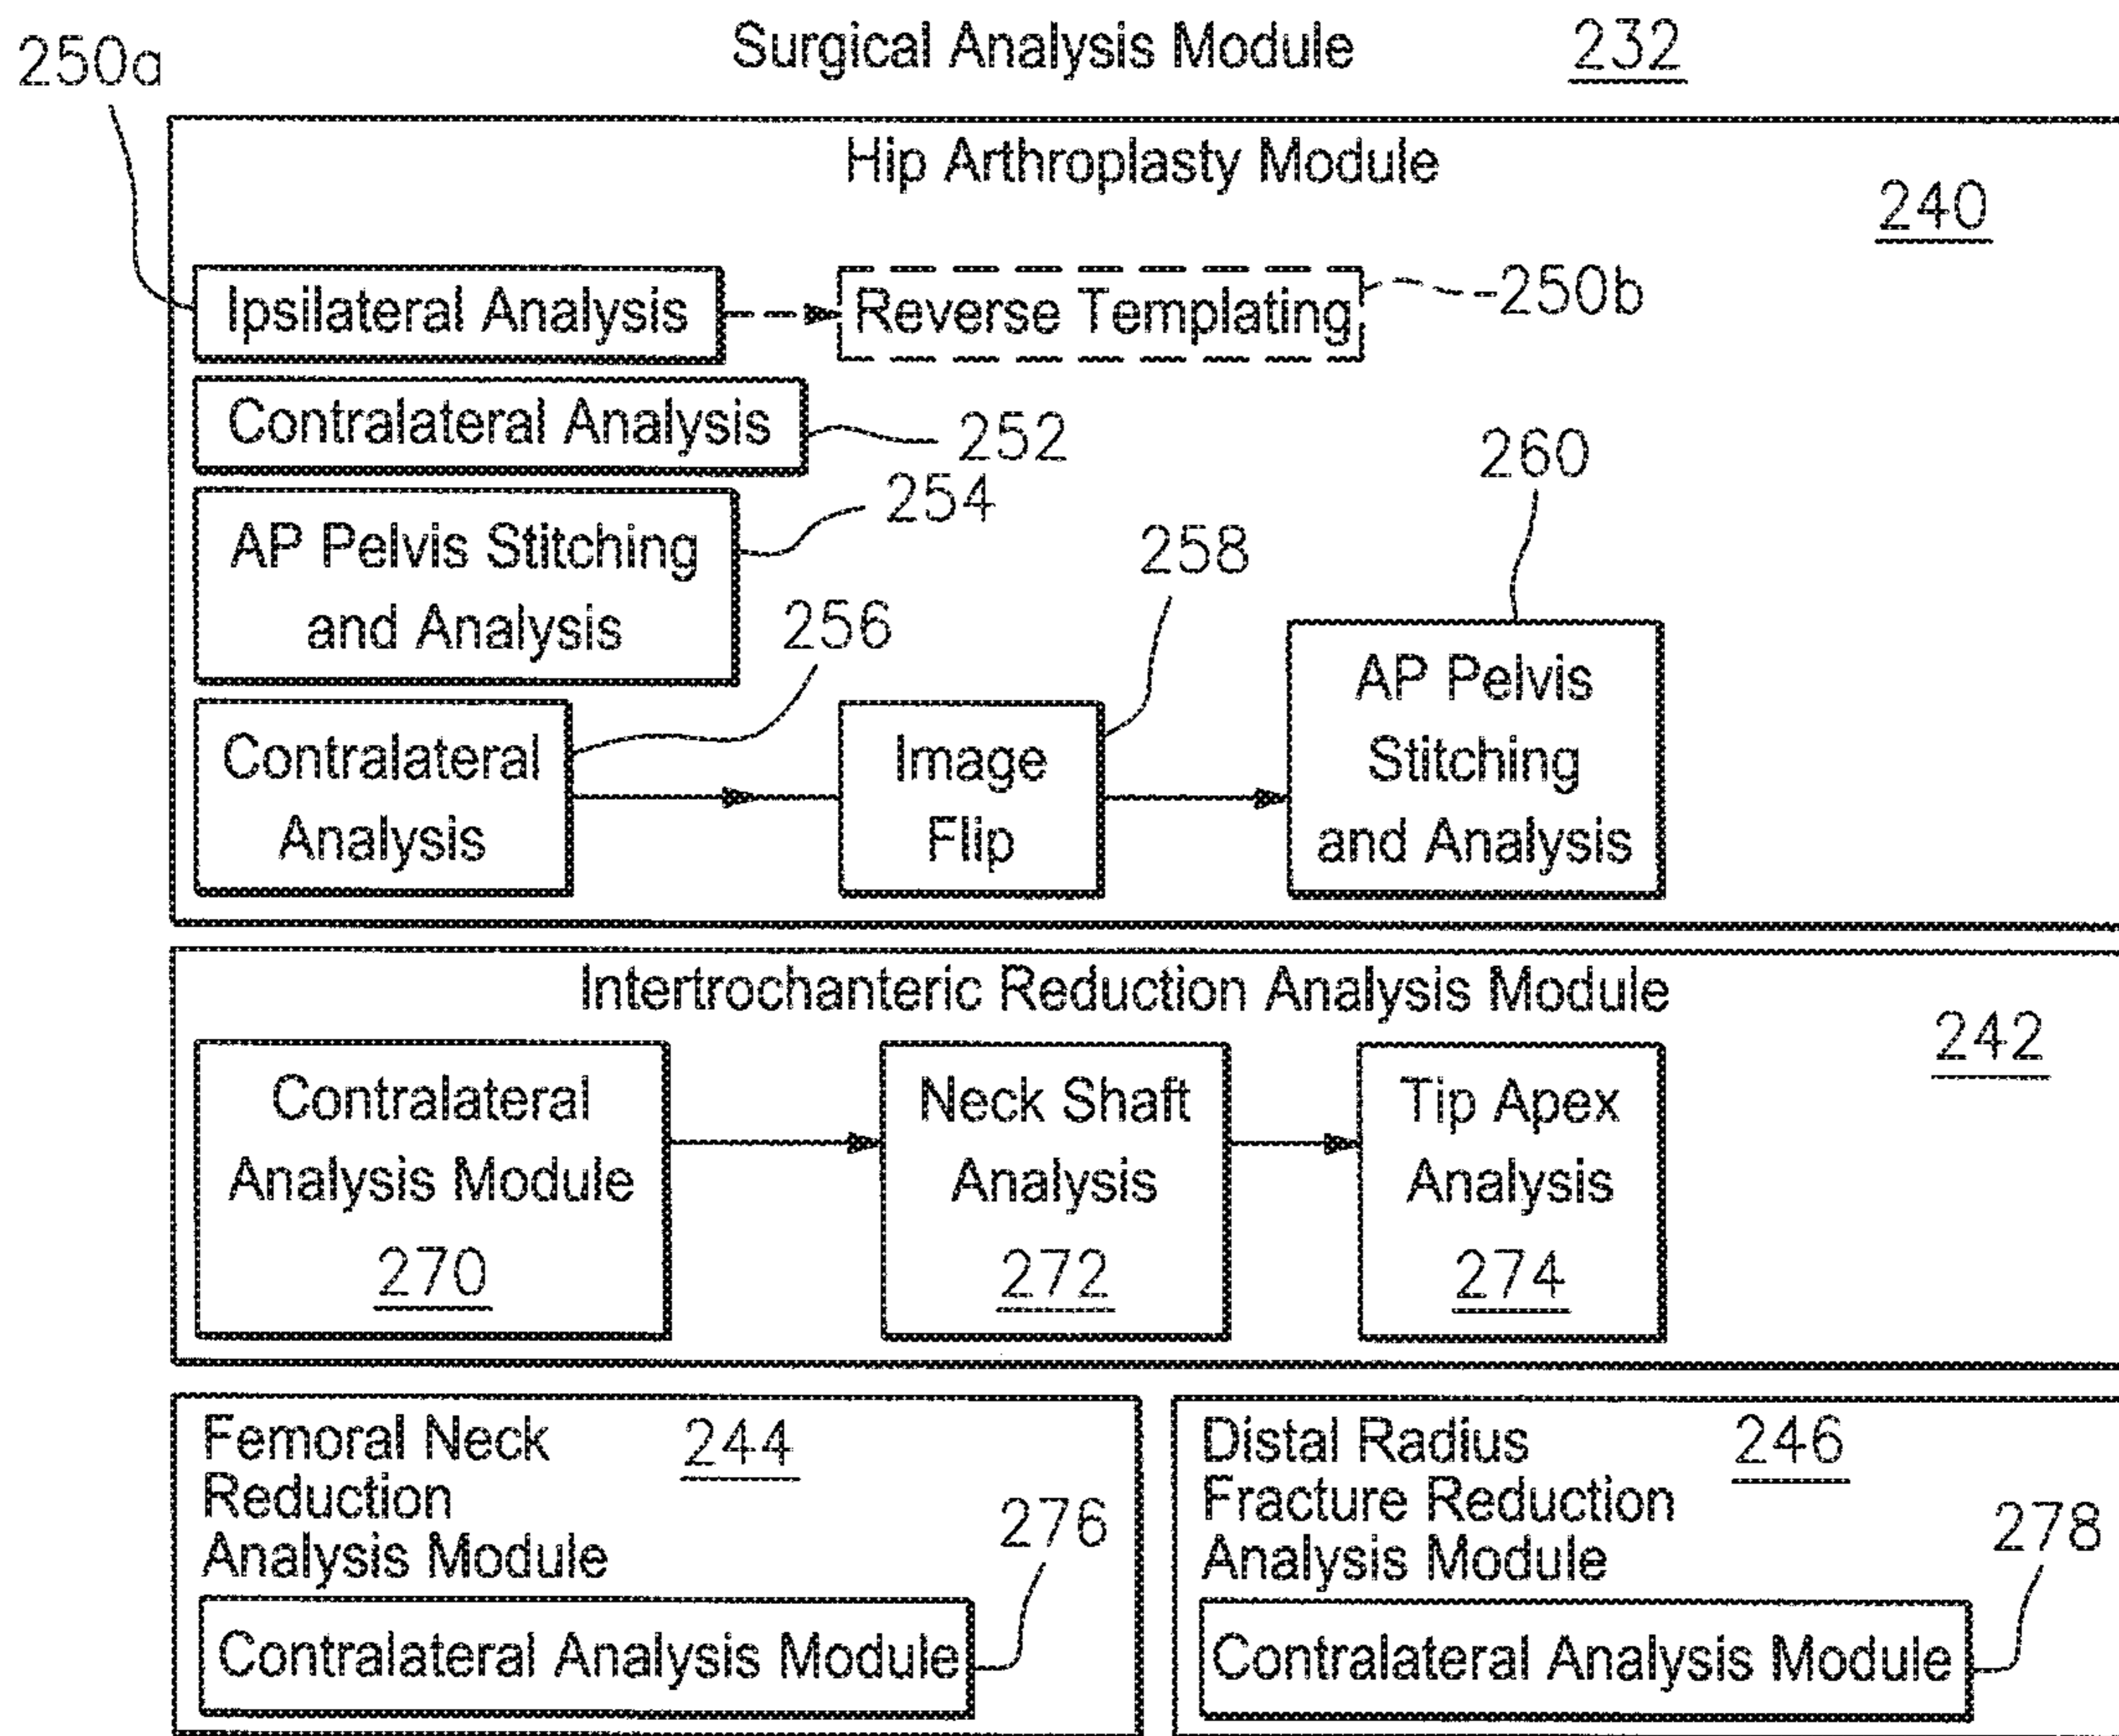 Surgical Analysis Module 232
250a
Hip Arthroplasty Module
240
Ipsilateral Analysis
Reverse Templating
250b
Contralateral Analysis
252
AP Pelvis Stitching
and Analysis
254
Contralateral
Analysis
256
Image
Flip
258
AP Pelvis
Stitching
and Analysis
260
Intertrochanteric Reduction Analysis Module
242
Contralateral
Analysis Module
270
Neck Shaft
Analysis
272
Tip Apex
Analysis
274
Femoral Neck 244
Reduction
Analysis Module
276
Contralateral Analysis Module
Distal Radius 246
Fracture Reduction
Analysis Module
278
Contralateral Analysis Module